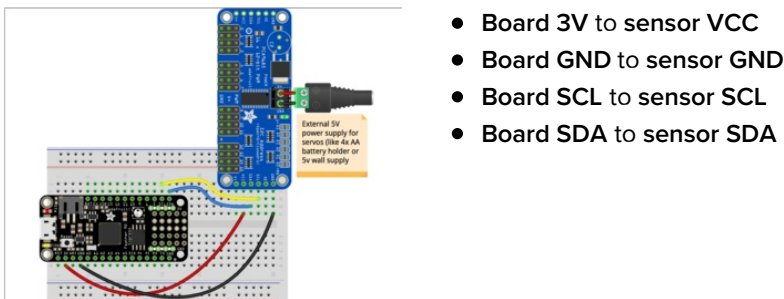 External 5V
power supply for
servos (like 4x AA
battery holder or
5v wall supply
Board 3V to sensor VCC
Board GND to sensor GND
Board SCL to sensor SCL
Board SDA to sensor SDA